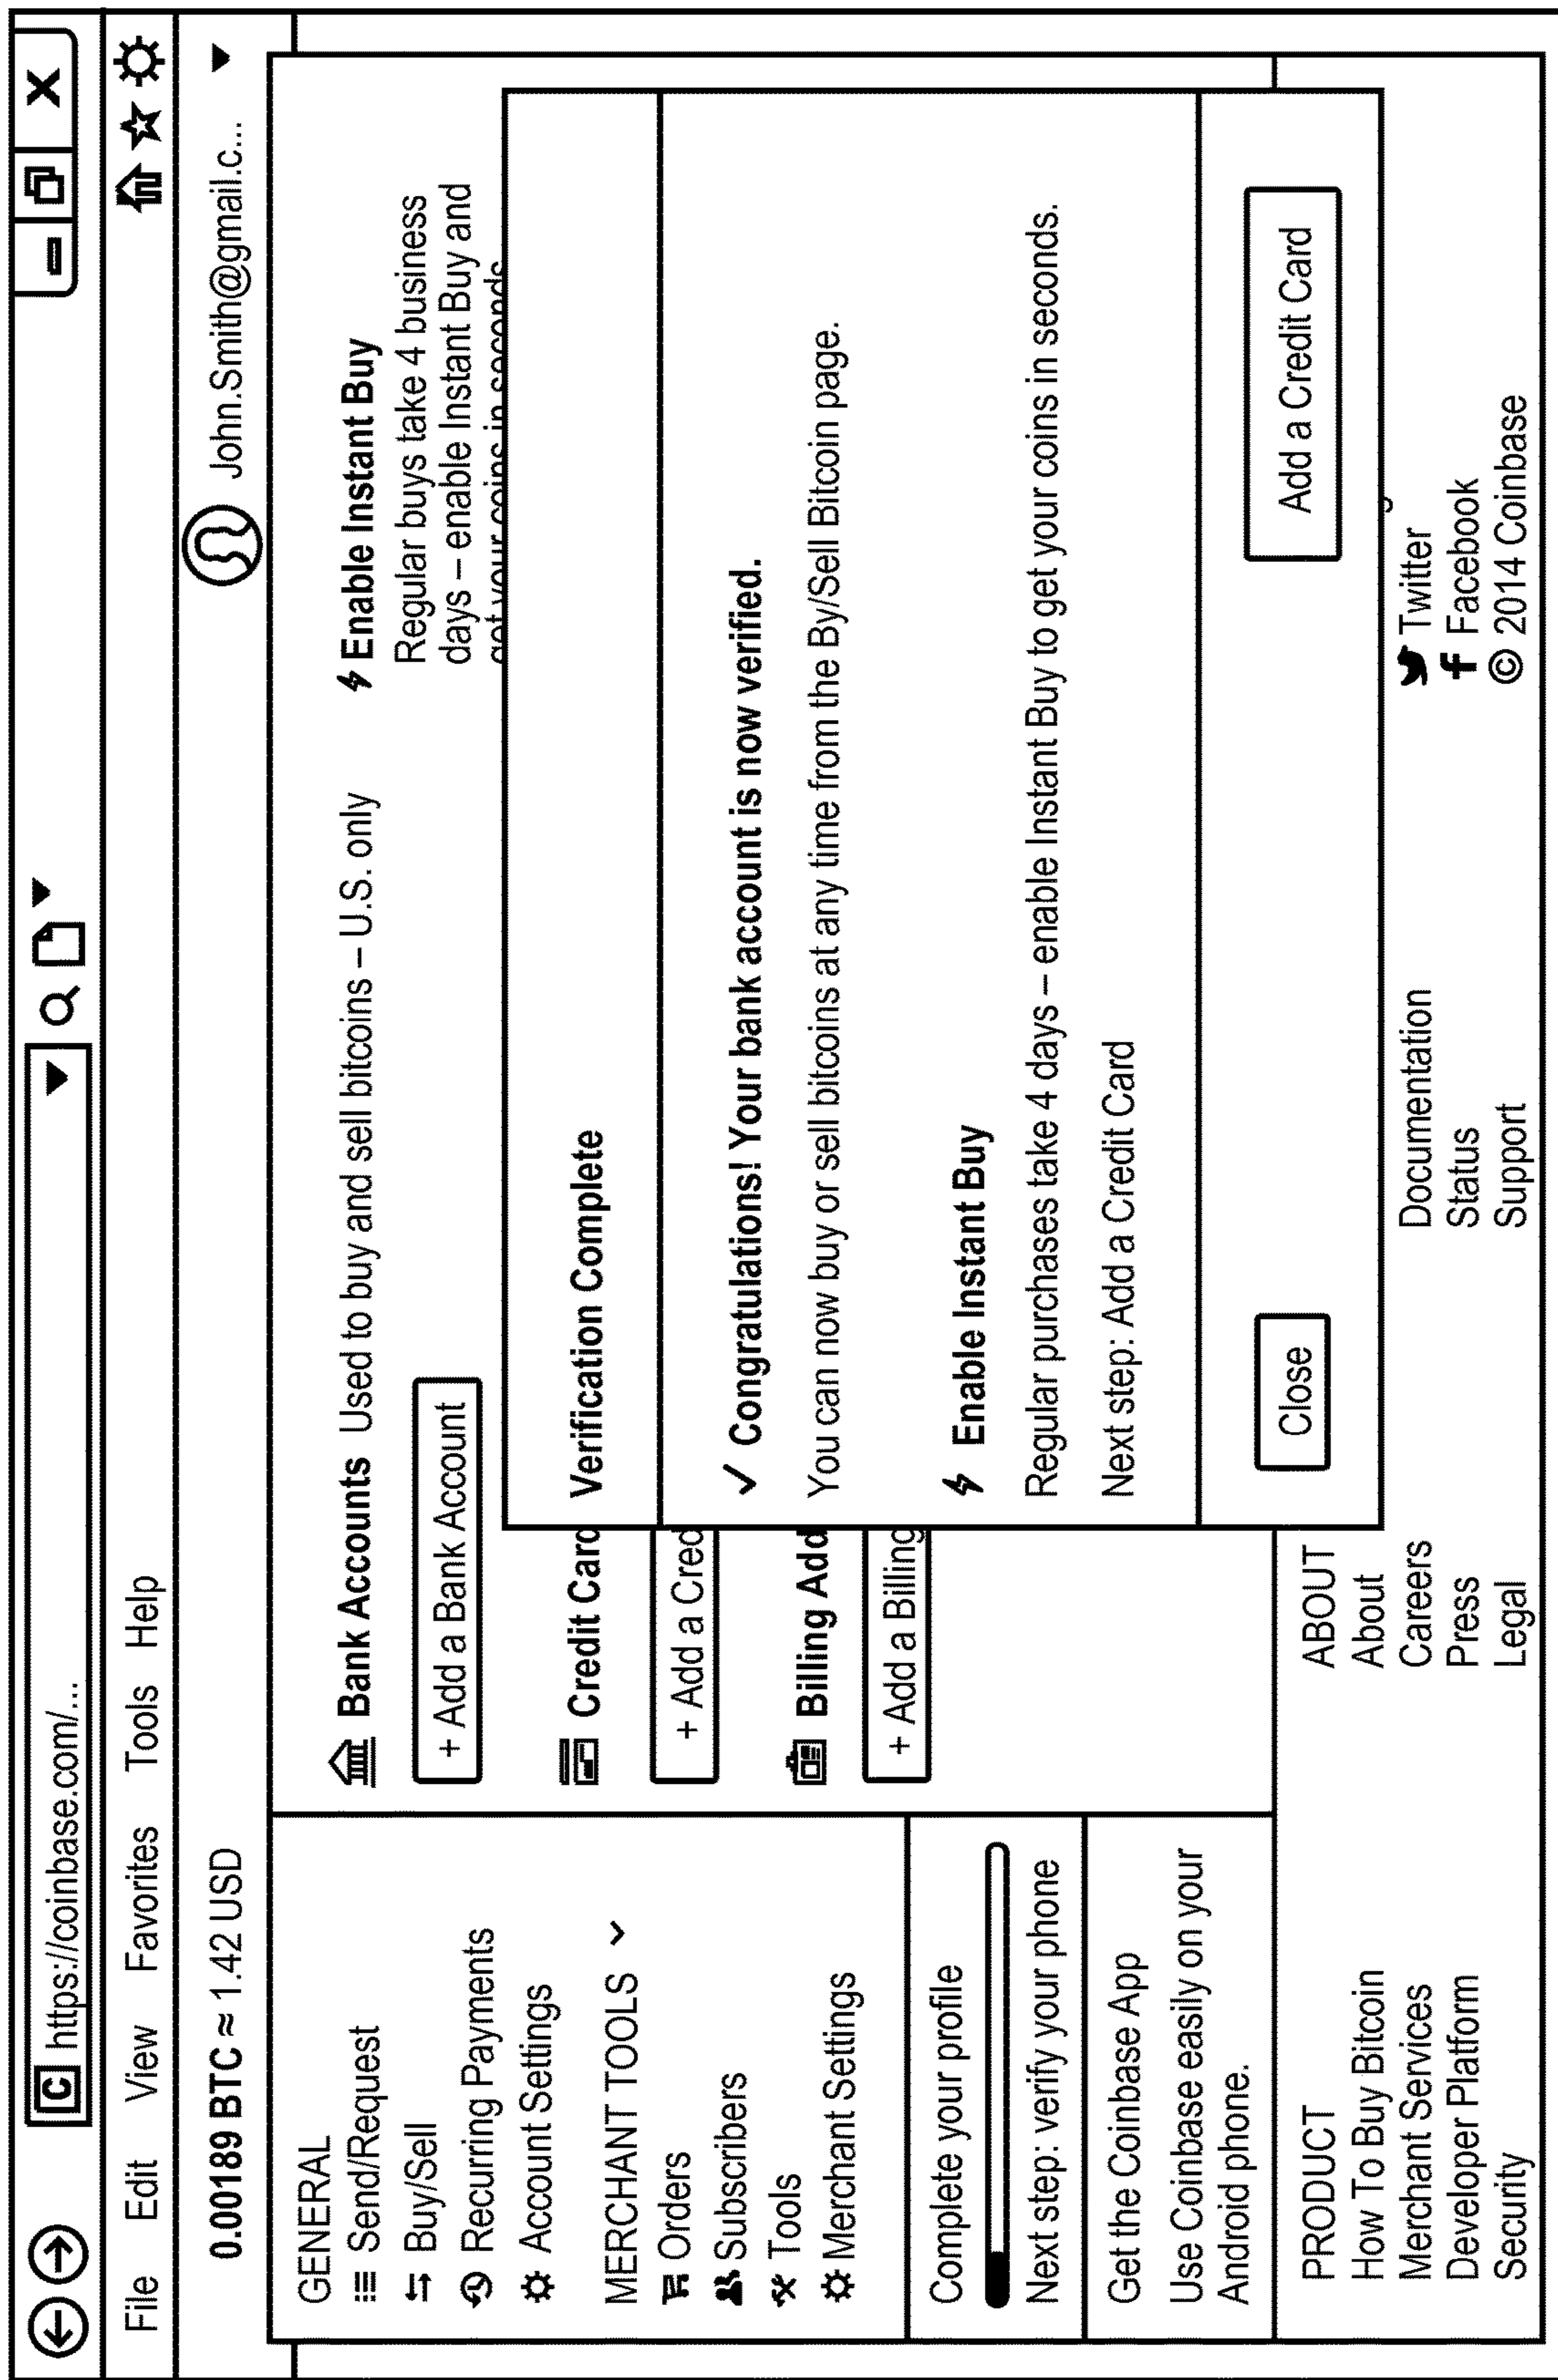 C https://coinbase.com/...
X
File Edit View Favorites Tools Help
0.00189 BTC ≈ 1.42 USD
John.Smith@gmail.c...
GENERAL
Send/Request
Buy/Sell
Recurring Payments
Account Settings
MERCHANT TOOLS
Orders
Subscribers
Tools
Merchant Settings
Complete your profile
Next step: verify your phone
Get the Coinbase App
Use Coinbase easily on your
Android phone.
Bank Accounts Used to buy and sell bitcoins – U.S. only
+ Add a Bank Account
Credit Card
+ Add a Cred
Billing Add
+ Add a Billing
Enable Instant Buy
Regular buys take 4 business
days – enable Instant Buy and
get your coins in seconds
Verification Complete
✓ Congratulations! Your bank account is now verified.
You can now buy or sell bitcoins at any time from the By/Sell Bitcoin page.
Enable Instant Buy
Regular purchases take 4 days – enable Instant Buy to get your coins in seconds.
Next step: Add a Credit Card
Close
Add a Credit Card
PRODUCT
How To Buy Bitcoin
Merchant Services
Developer Platform
Security
ABOUT
About
Careers
Press
Legal
Documentation
Status
Support
Twitter
f Facebook
© 2014 Coinbase